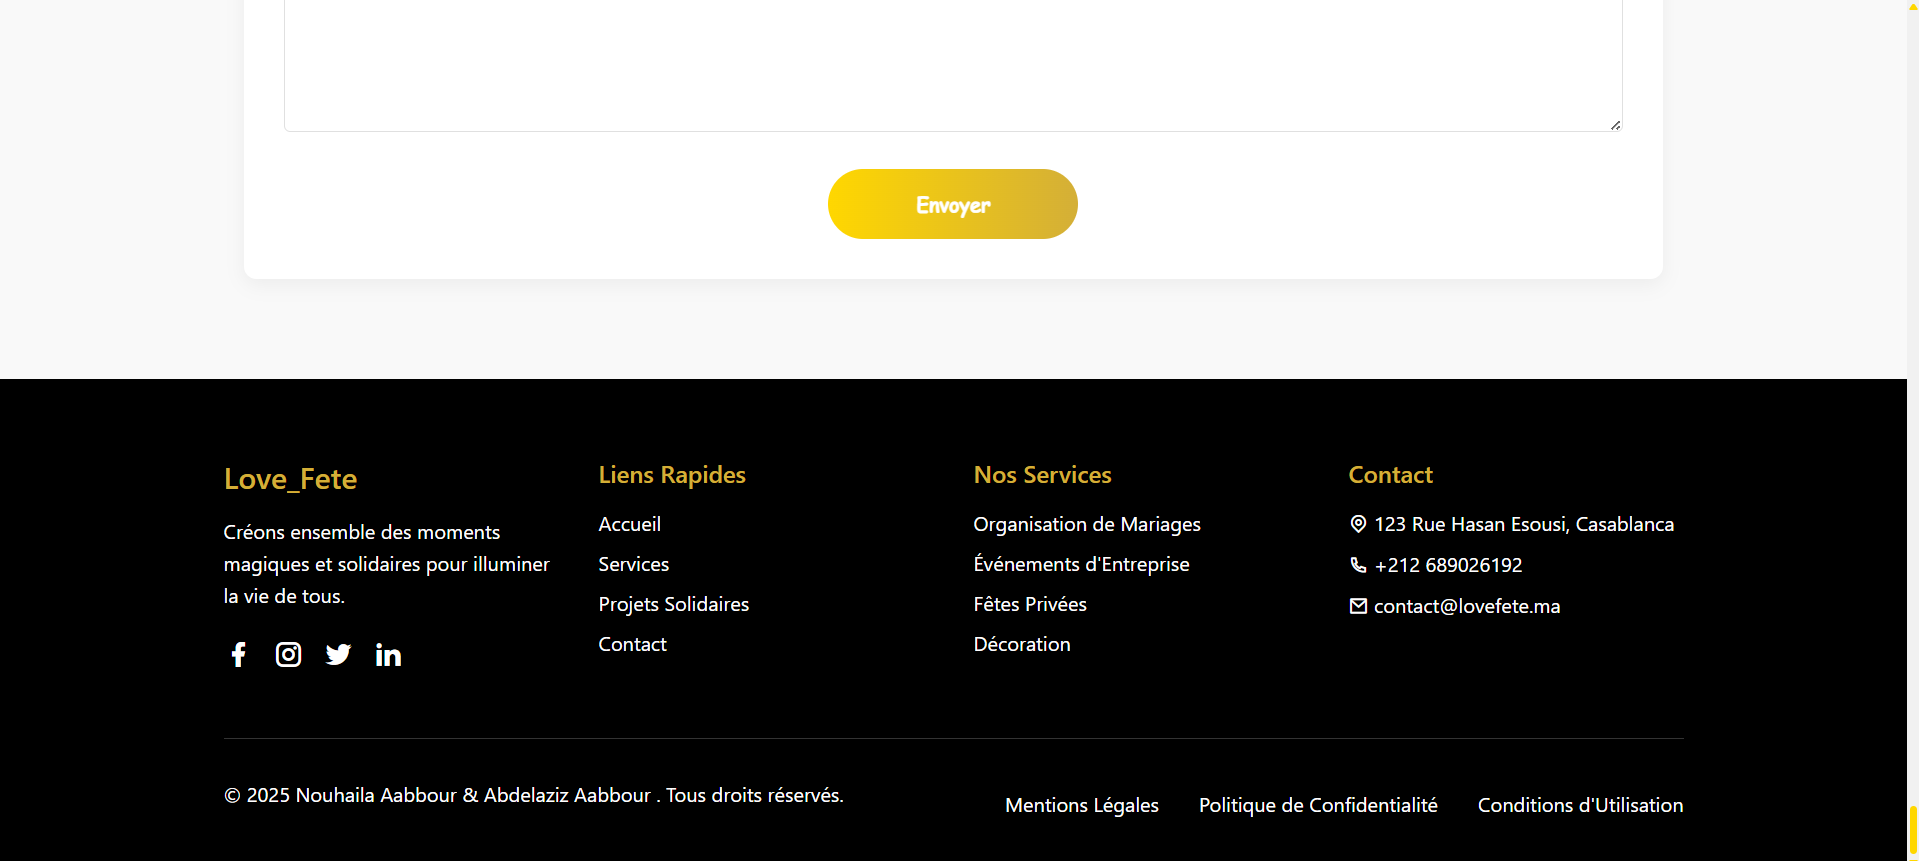 Envoyer
Love_Fete
Créons ensemble des moments
magiques et solidaires pour illuminer
la vie de tous.
Liens Rapides
Accueil
Services
Projets Solidaires
Contact
Nos Services
Organisation de Mariages
Événements d'Entreprise
Fêtes Privées
Décoration
Contact
123 Rue Hasan Esousi, Casablanca
+212 689026192
contact@lovefete.ma
© 2025 Nouhaila Aabbour & Abdelaziz Aabbour . Tous droits réservés.
Mentions Légales
Politique de Confidentialité
Conditions d'Utilisation